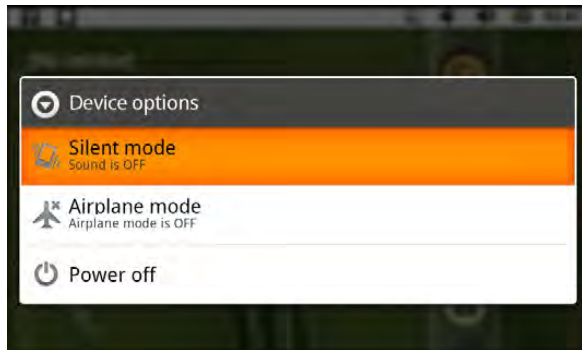 Device options
Silent mode
Sound is OFF
Airplane mode
Airplane mode is OFF
Power off